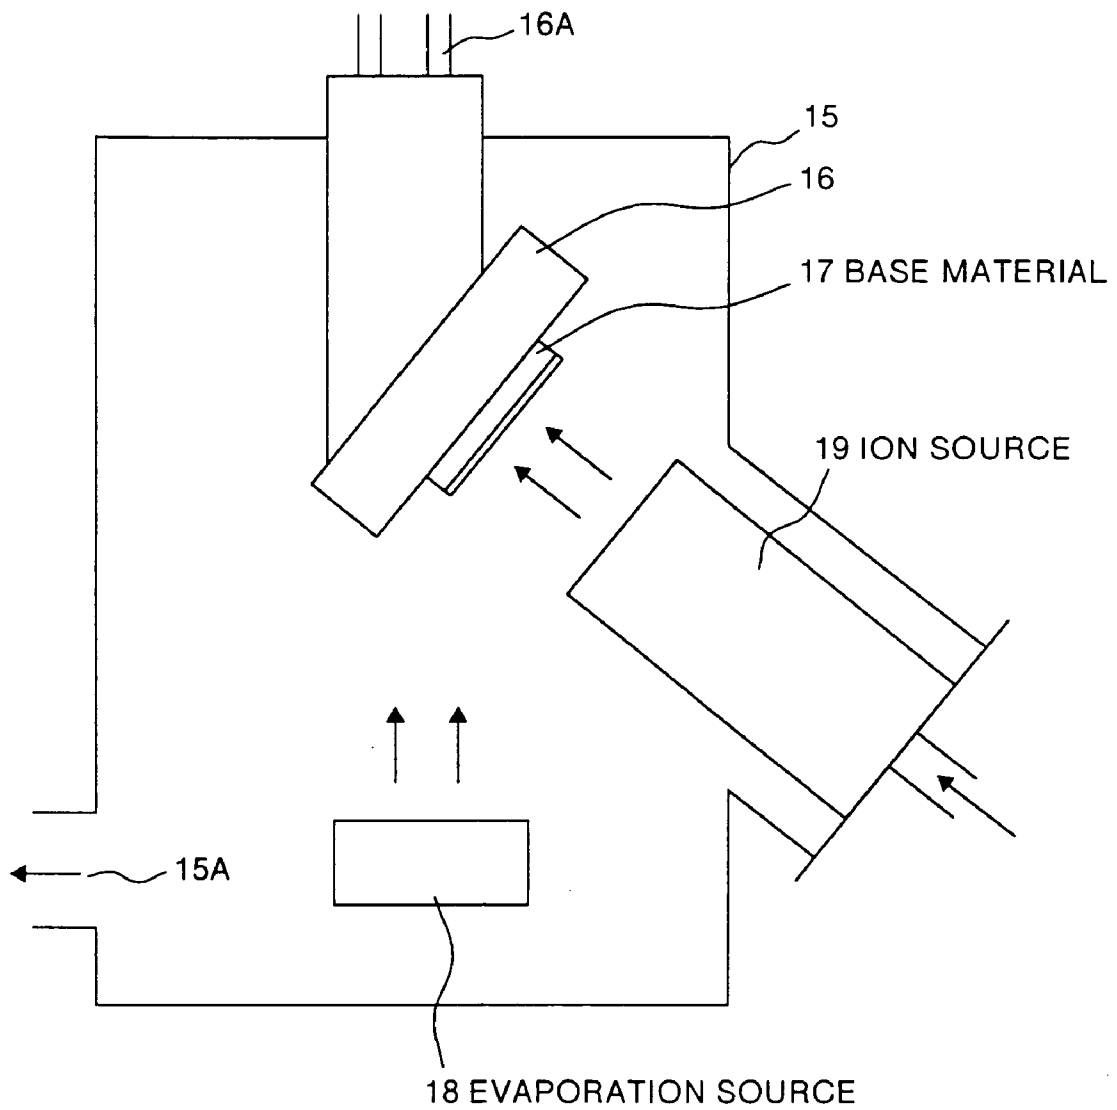 16A
15
16
17 BASE MATERIAL
19 ION SOURCE
15A
18 EVAPORATION SOURCE